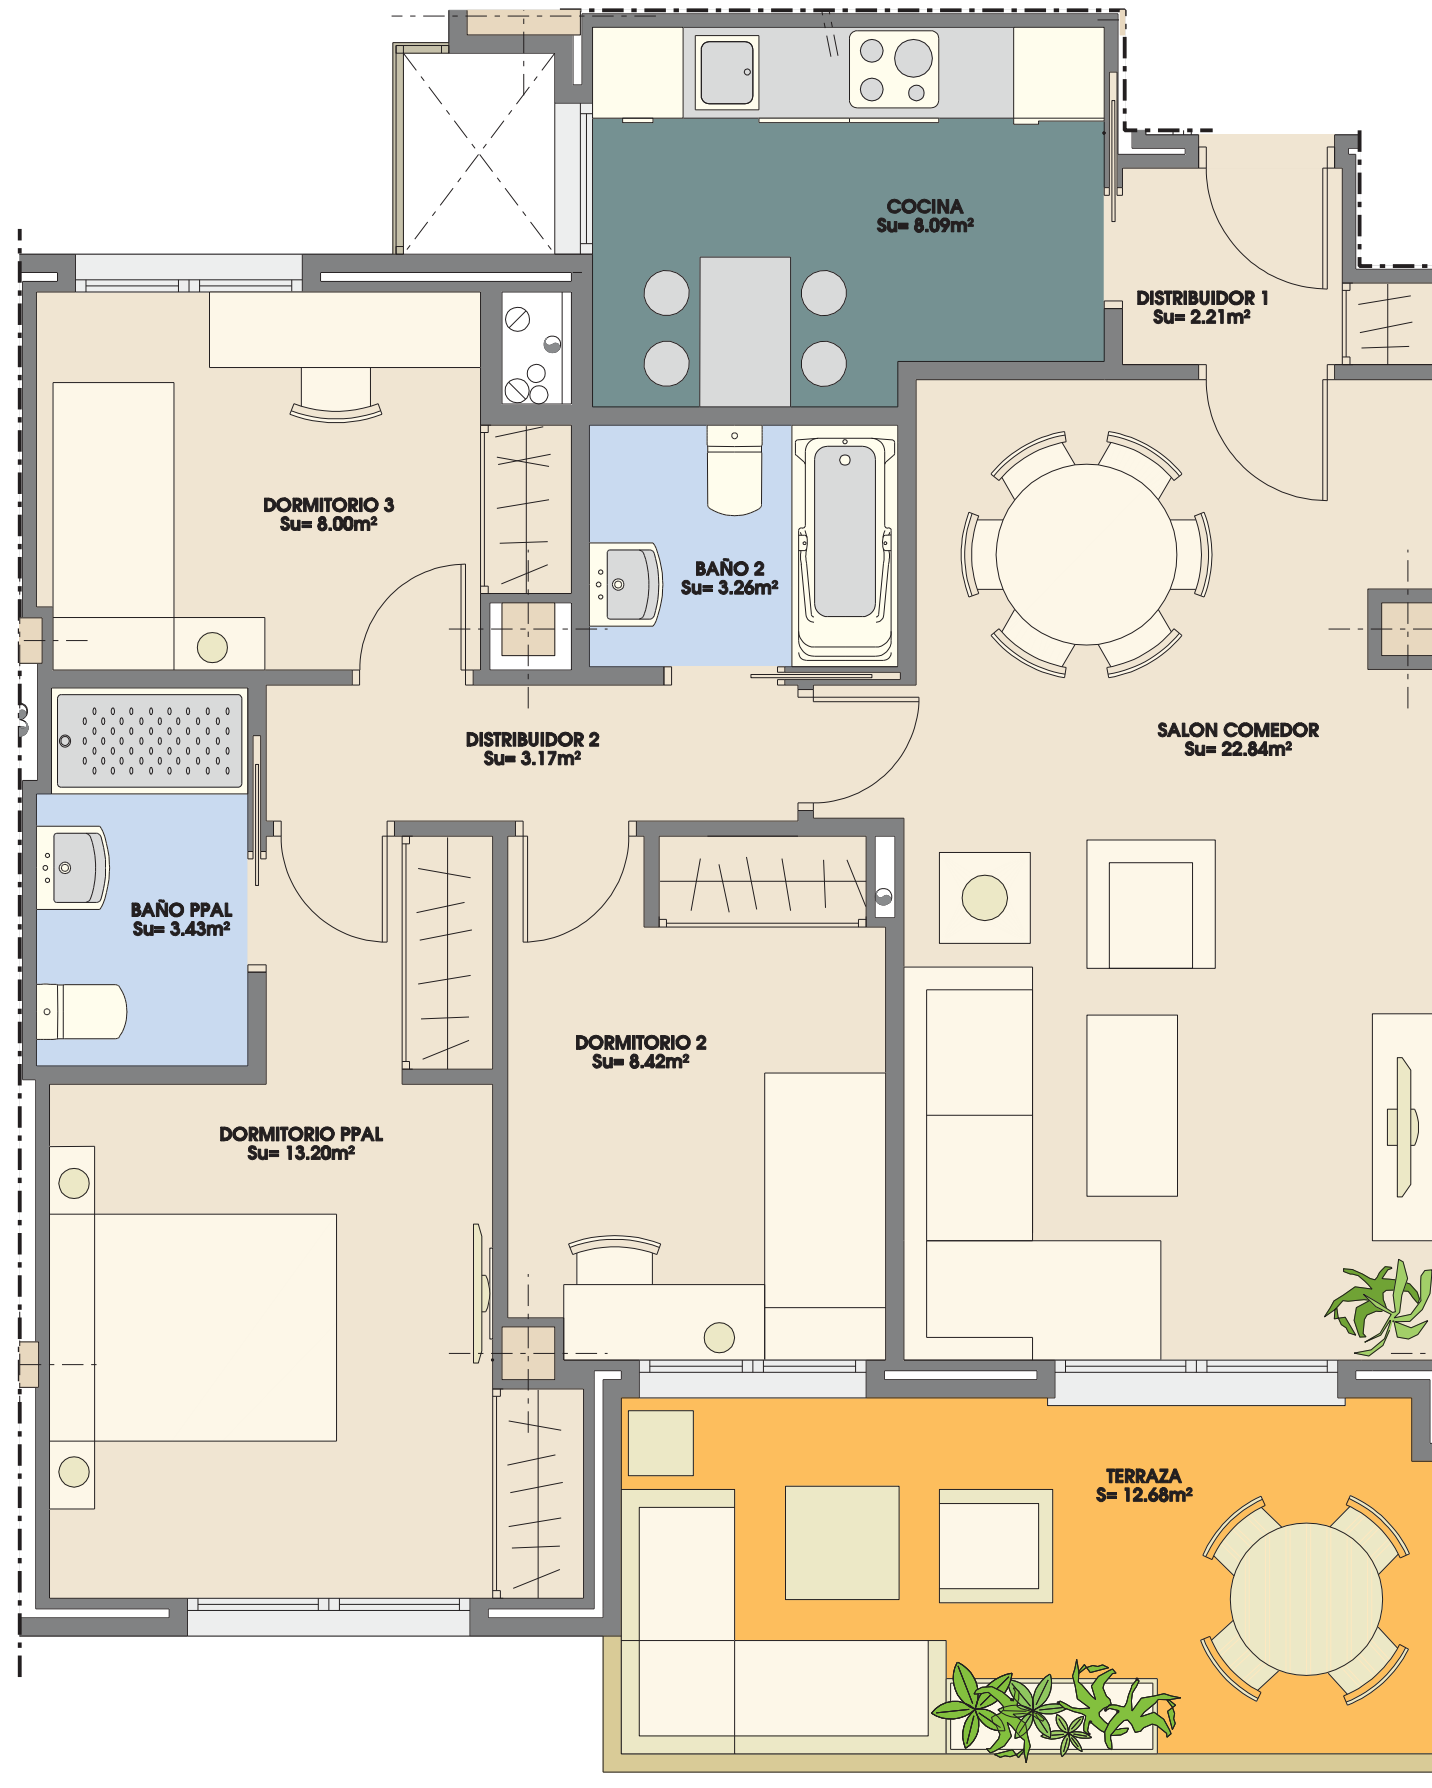 COCINA
Su= 8.09m²
DISTRIBUIDOR 1
Su= 2.21m²
DORMITORIO 3
Su= 8.00m²
BAÑO 2
Su= 3.26m²
DISTRIBUIDOR 2
Su= 3.17m²
SALON COMEDOR
Su= 22.84m²
BAÑO PPAL
Su= 3.43m²
DORMITORIO 2
Su= 8.42m²
DORMITORIO PPAL
Su= 13.20m²
TERRAZA
S= 12.68m²